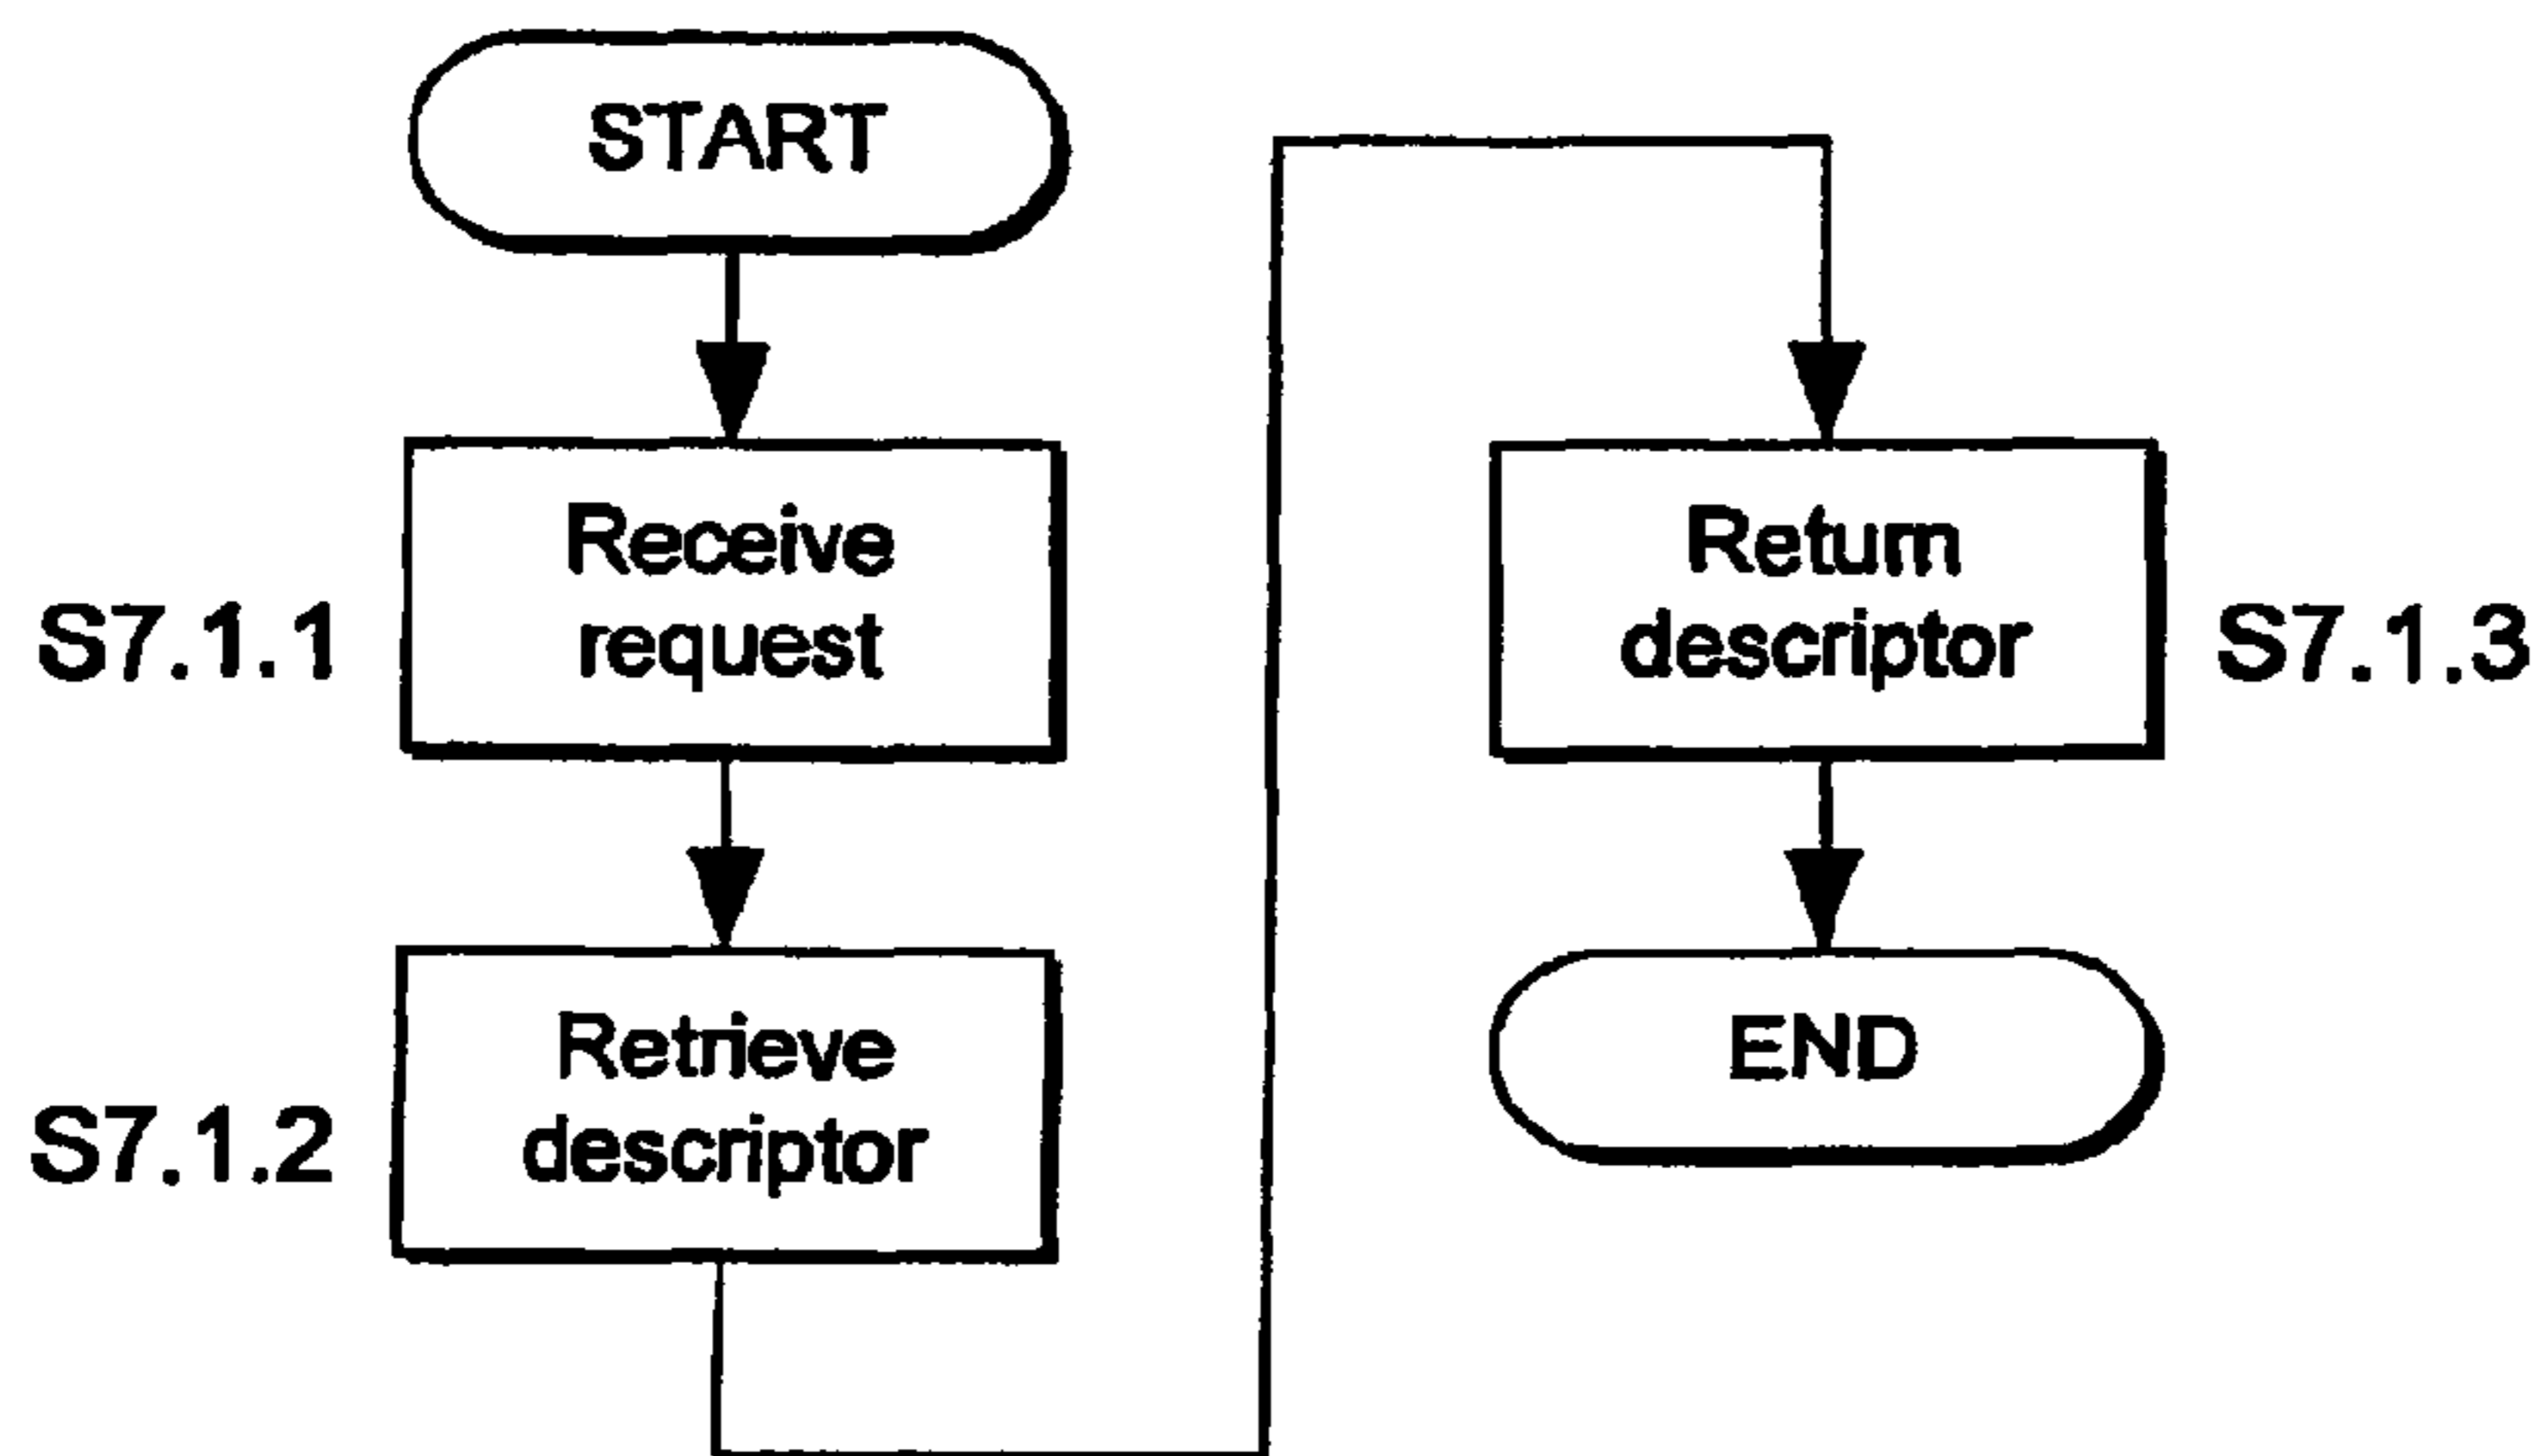 START
Receive
request
S7.1.1
Retrieve
descriptor
S7.1.2
Return
descriptor
S7.1.3
END